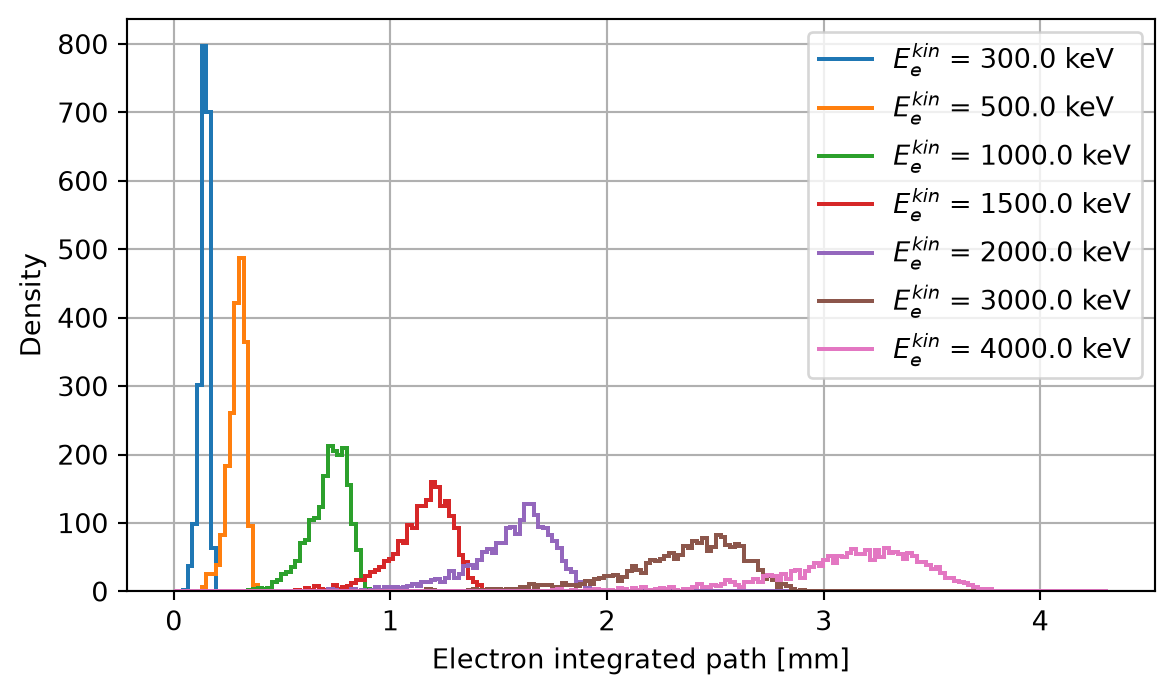 800
700
600
500
400
300
200
100
0
Density
0 1 2 3 4
Electron integrated path [mm]
E_e^{kin} = 300.0 keV
E_e^{kin} = 500.0 keV
E_e^{kin} = 1000.0 keV
E_e^{kin} = 1500.0 keV
E_e^{kin} = 2000.0 keV
E_e^{kin} = 3000.0 keV
E_e^{kin} = 4000.0 keV